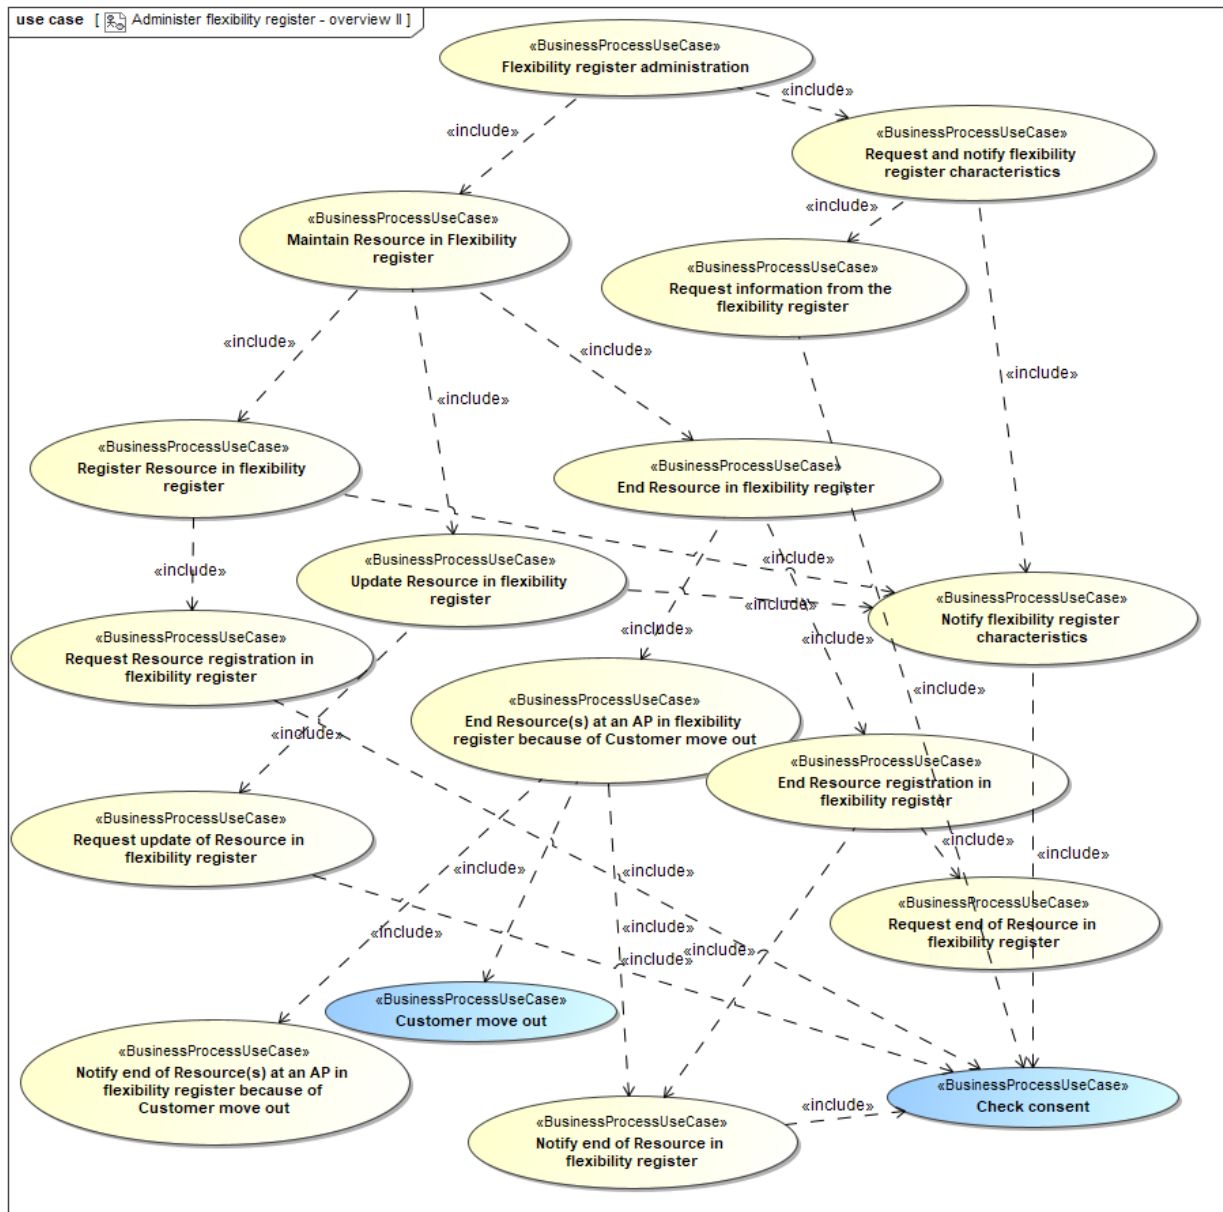 use case [ Administer flexibility register - overview II ]
«BusinessProcessUseCase»
Flexibility register administration
«include»
«include»
«BusinessProcessUseCase»
Request and notify flexibility
register characteristics
«include»
«BusinessProcessUseCase»
Maintain Resource in Flexibility
register
«BusinessProcessUseCase»
Request information from the
flexibility register
«include»
«include»
«include»
«include»
«BusinessProcessUseCase»
Register Resource in flexibility
register
«BusinessProcessUseCase»
End Resource in flexibility register
«include»
«BusinessProcessUseCase»
Update Resource in flexibility
register
«include»
«BusinessProcessUseCase»
Notify flexibility register
characteristics
«BusinessProcessUseCase»
Request Resource registration in
flexibility register
«include»
«include»
«include»
«BusinessProcessUseCase»
End Resource(s) at an AP in flexibility
register because of Customer move out
«include»
«BusinessProcessUseCase»
End Resource registration in
flexibility register
«BusinessProcessUseCase»
Request update of Resource in
flexibility register
«include»
«include»
«include»
«BusinessProcessUseCase»
Request end of Resource in
flexibility register
«include»
«include»
«include»
«include»
«BusinessProcessUseCase»
Customer move out
«BusinessProcessUseCase»
Notify end of Resource(s) at an AP in
flexibility register because of
Customer move out
«BusinessProcessUseCase»
Check consent
«include»
«BusinessProcessUseCase»
Notify end of Resource in
flexibility register